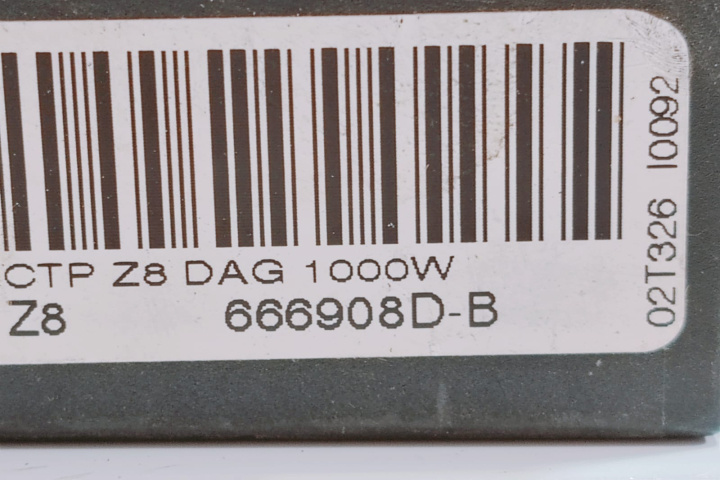 CTP Z8 DAG 1000W
Z8 666908D-B
02T326 I0092